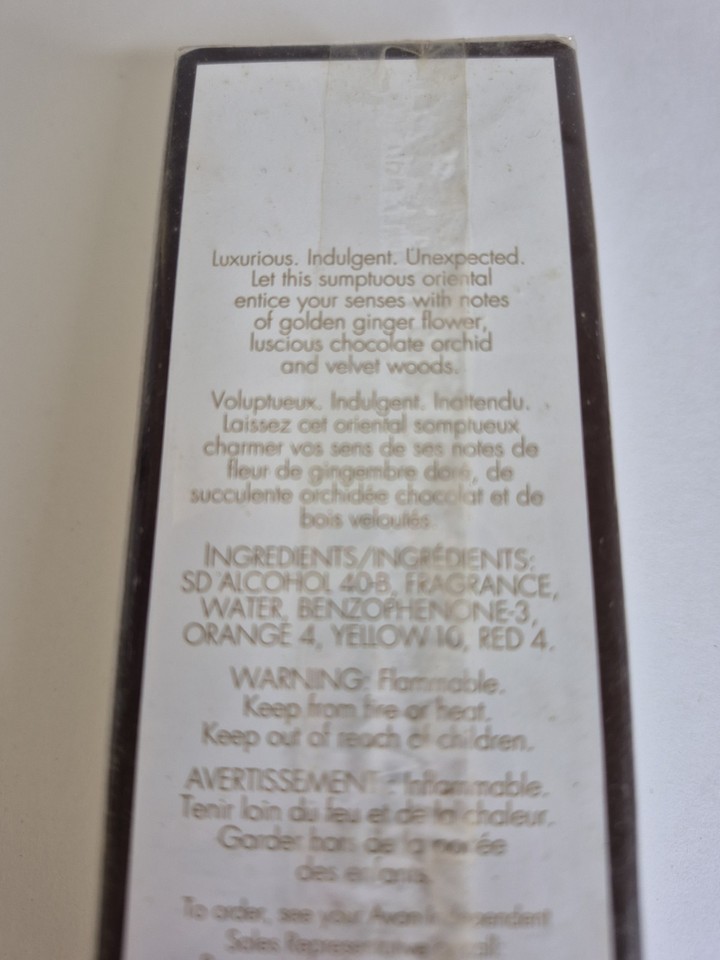 Luxurious. Indulgent. Unexpected.
Let this sumptuous oriental
entice your senses with notes
of golden ginger flower,
luscious chocolate orchid
and velvet woods.
Voluptueux. Indulgent. Inattendu.
Laissez cet oriental somptueux
charmer vos sens de ses notes de
fleur de gingembre doré, de
succulente orchidée chocolat et de
bois veloutés.
INGREDIENTS/INGRÉDIENTS:
SD ALCOHOL 40-B, FRAGRANCE,
WATER, BENZOPHENONE-3,
ORANGE 4, YELLOW 10, RED 4.
WARNING: Flammable.
Keep from fire or heat.
Keep out of reach of children.
AVERTISSEMENT : Inflammable.
Tenir loin du feu et de la chaleur.
Garder hors de la portée
des enfants.
To order, see your Avon Independent
Sales Representative or call: